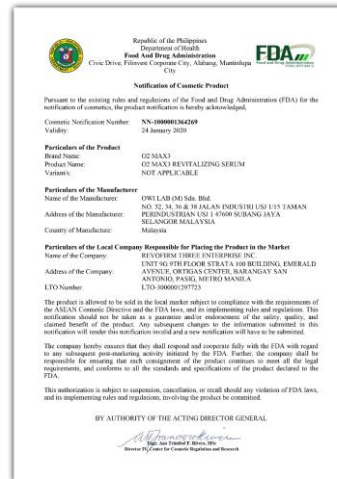 Republic of the Philippines
Department of Health
Food And Drug Administration
Civic Drive, Filinvest Corporate City, Alabang, Muntinlupa
City
FDA
Notification of Cosmetic Product
Pursuant to the existing rules and regulations of the Food and Drug Administration (FDA) for the
notification of cosmetics, the product notification is hereby acknowledged,
Cosmetic Notification Number: NN-1000001364269
Validity: 24 January 2020
Particulars of the Product
Brand Name: O2 MAX3
Product Name: O2 MAX3 REVITALIZING SERUM
Variant/s: NOT APPLICABLE
Particulars of the Manufacturer
Name of the Manufacturer: OWI LAB (M) Sdn. Bhd.
Address of the Manufacturer: NO. 32, 34, 36 & 38 JALAN INDUSTRI USJ 1/15 TAMAN
PERINDUSTRIAN USJ 1 47600 SUBANG JAYA
SELANGOR MALAYSIA
Country of Manufacture: Malaysia
Particulars of the Local Company Responsible for Placing the Product in the Market
Name of the Company: REVOFIRM THREE ENTERPRISE INC.
Address of the Company: UNIT 9G 9TH FLOOR STRATA 100 BUILDING, EMERALD
AVENUE, ORTIGAS CENTER, BARANGAY SAN
ANTONIO, PASIG, METRO MANILA
LTO Number: LTO-3000001297723
The product is allowed to be sold in the local market subject to compliance with the requirements of
the ASEAN Cosmetic Directive and the FDA laws, and its implementing rules and regulations. This
notification should not be taken as a guarantee and/or endorsement of the safety, quality, and
claimed benefit of the product. Any subsequent changes to the information submitted in this
notification will render this notification invalid and a new notification will have to be submitted.
The company hereby ensures that they shall respond and cooperate fully with the FDA with regard
to any subsequent post-marketing activity initiated by the FDA. Further, the company shall be
responsible for ensuring that each consignment of the product continues to meet all the legal
requirements, and conforms to all the standards and specifications of the product declared to the
FDA.
This authorization is subject to suspension, cancellation, or recall should any violation of FDA laws,
and its implementing rules and regulations, involving the product be committed.
BY AUTHORITY OF THE ACTING DIRECTOR GENERAL
Engr. Ana Trinidad F. Rivera, MSc
Director IV, Center for Cosmetic Regulation and Research